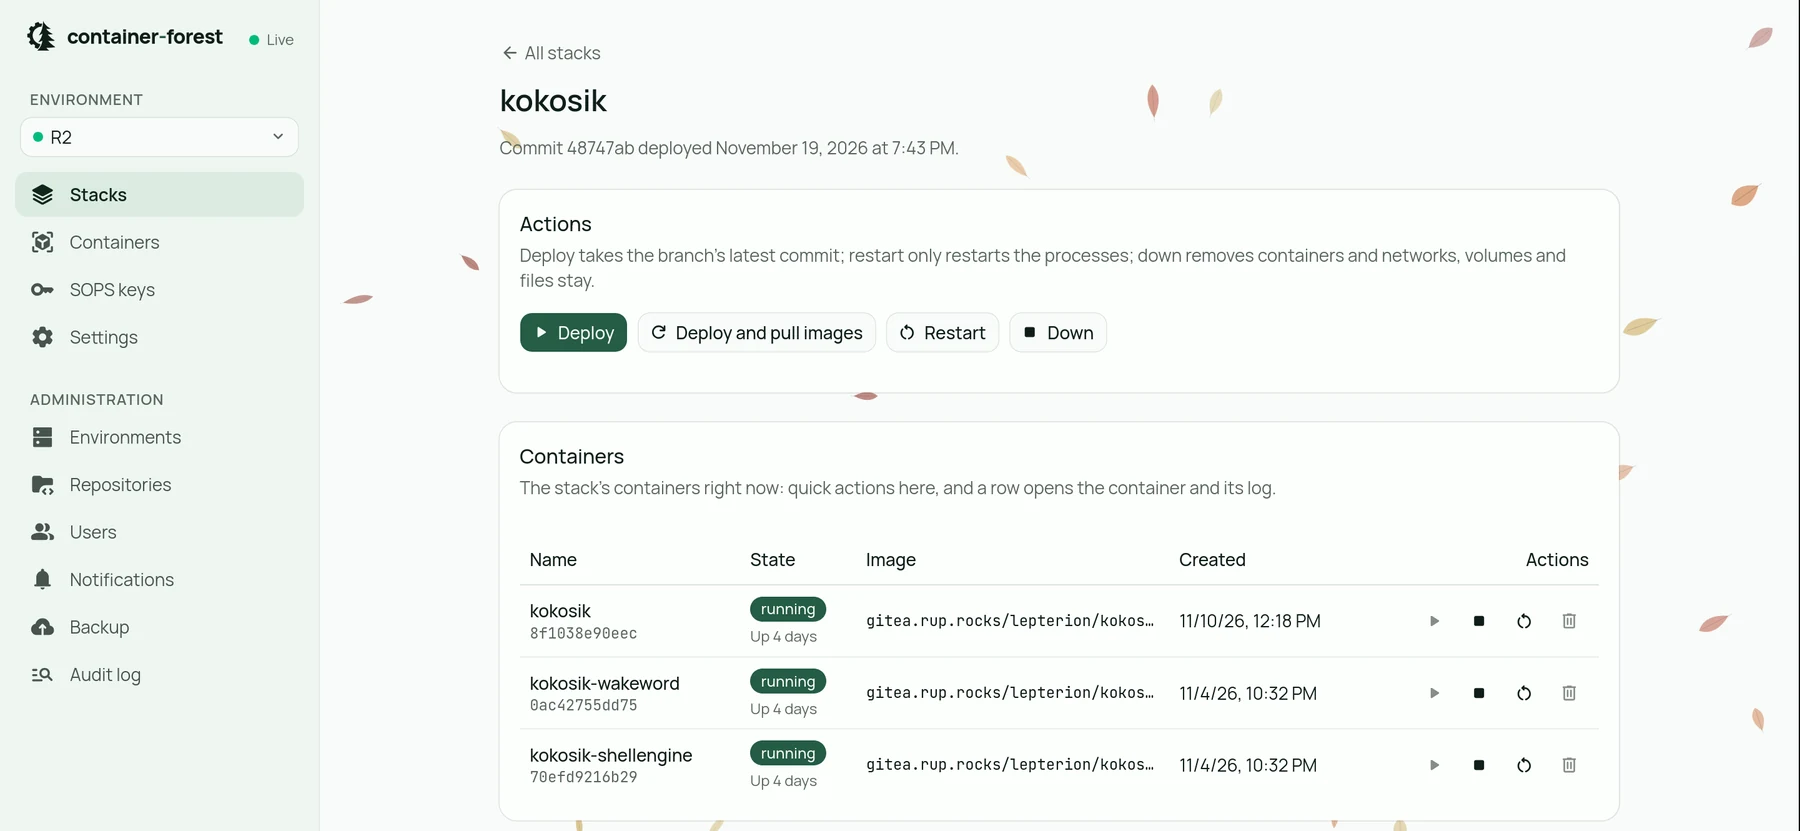 container-forest
Live
ENVIRONMENT
R2
Stacks
Containers
SOPS keys
Settings
ADMINISTRATION
Environments
Repositories
Users
Notifications
Backup
Audit log
All stacks
kokosik
Commit 48747ab deployed November 19, 2026 at 7:43 PM.
Actions
Deploy takes the branch's latest commit; restart only restarts the processes; down removes containers and networks, volumes and
files stay.
Deploy
Deploy and pull images
Restart
Down
Containers
The stack's containers right now: quick actions here, and a row opens the container and its log.
Name State Image Created Actions
kokosik
8f1038e90eec
running
Up 4 days
gitea.rup.rocks/lepterion/kokos…
11/10/26, 12:18 PM
kokosik-wakeword
0ac42755dd75
running
Up 4 days
gitea.rup.rocks/lepterion/kokos…
11/4/26, 10:32 PM
kokosik-shellengine
70efd9216b29
running
Up 4 days
gitea.rup.rocks/lepterion/kokos…
11/4/26, 10:32 PM